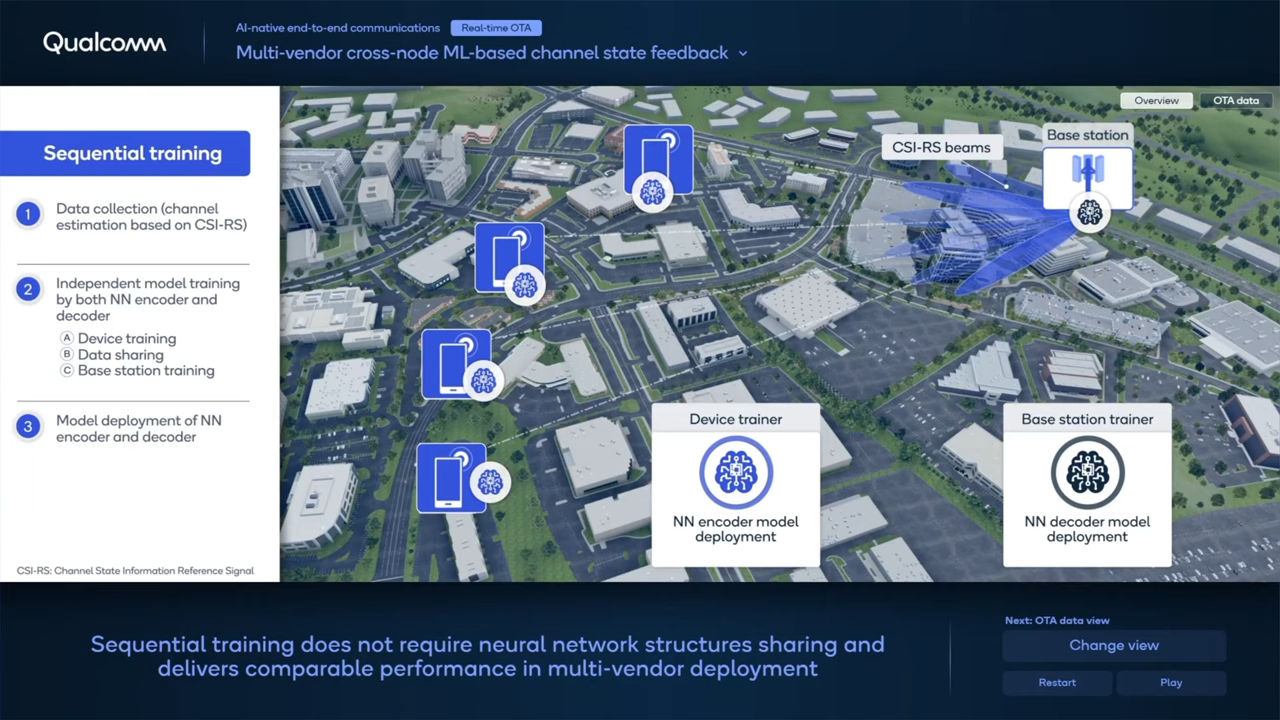 Qualcomm
AI-native end-to-end communications
Real-time OTA
Multi-vendor cross-node ML-based channel state feedback
Sequential training
1
Data collection (channel
estimation based on CSI-RS)
2
Independent model training
by both NN encoder and
decoder
A Device training
B Data sharing
C Base station training
3
Model deployment of NN
encoder and decoder
CSI-RS: Channel State Information Reference Signal
Overview
OTA data
CSI-RS beams
Base station
Device trainer
NN encoder model
deployment
Base station trainer
NN decoder model
deployment
Sequential training does not require neural network structures sharing and
delivers comparable performance in multi-vendor deployment
Next: OTA data view
Change view
Restart
Play